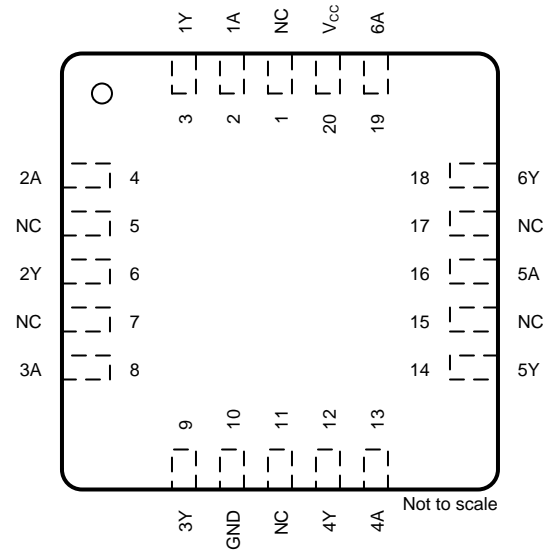 1Y 1A NC VCC 6A
3 2 1 20 19
2A 4 18 6Y
NC 5 17 NC
2Y 6 16 5A
NC 7 15 NC
3A 8 14 5Y
9 10 11 12 13
3Y GND NC 4Y 4A
Not to scale